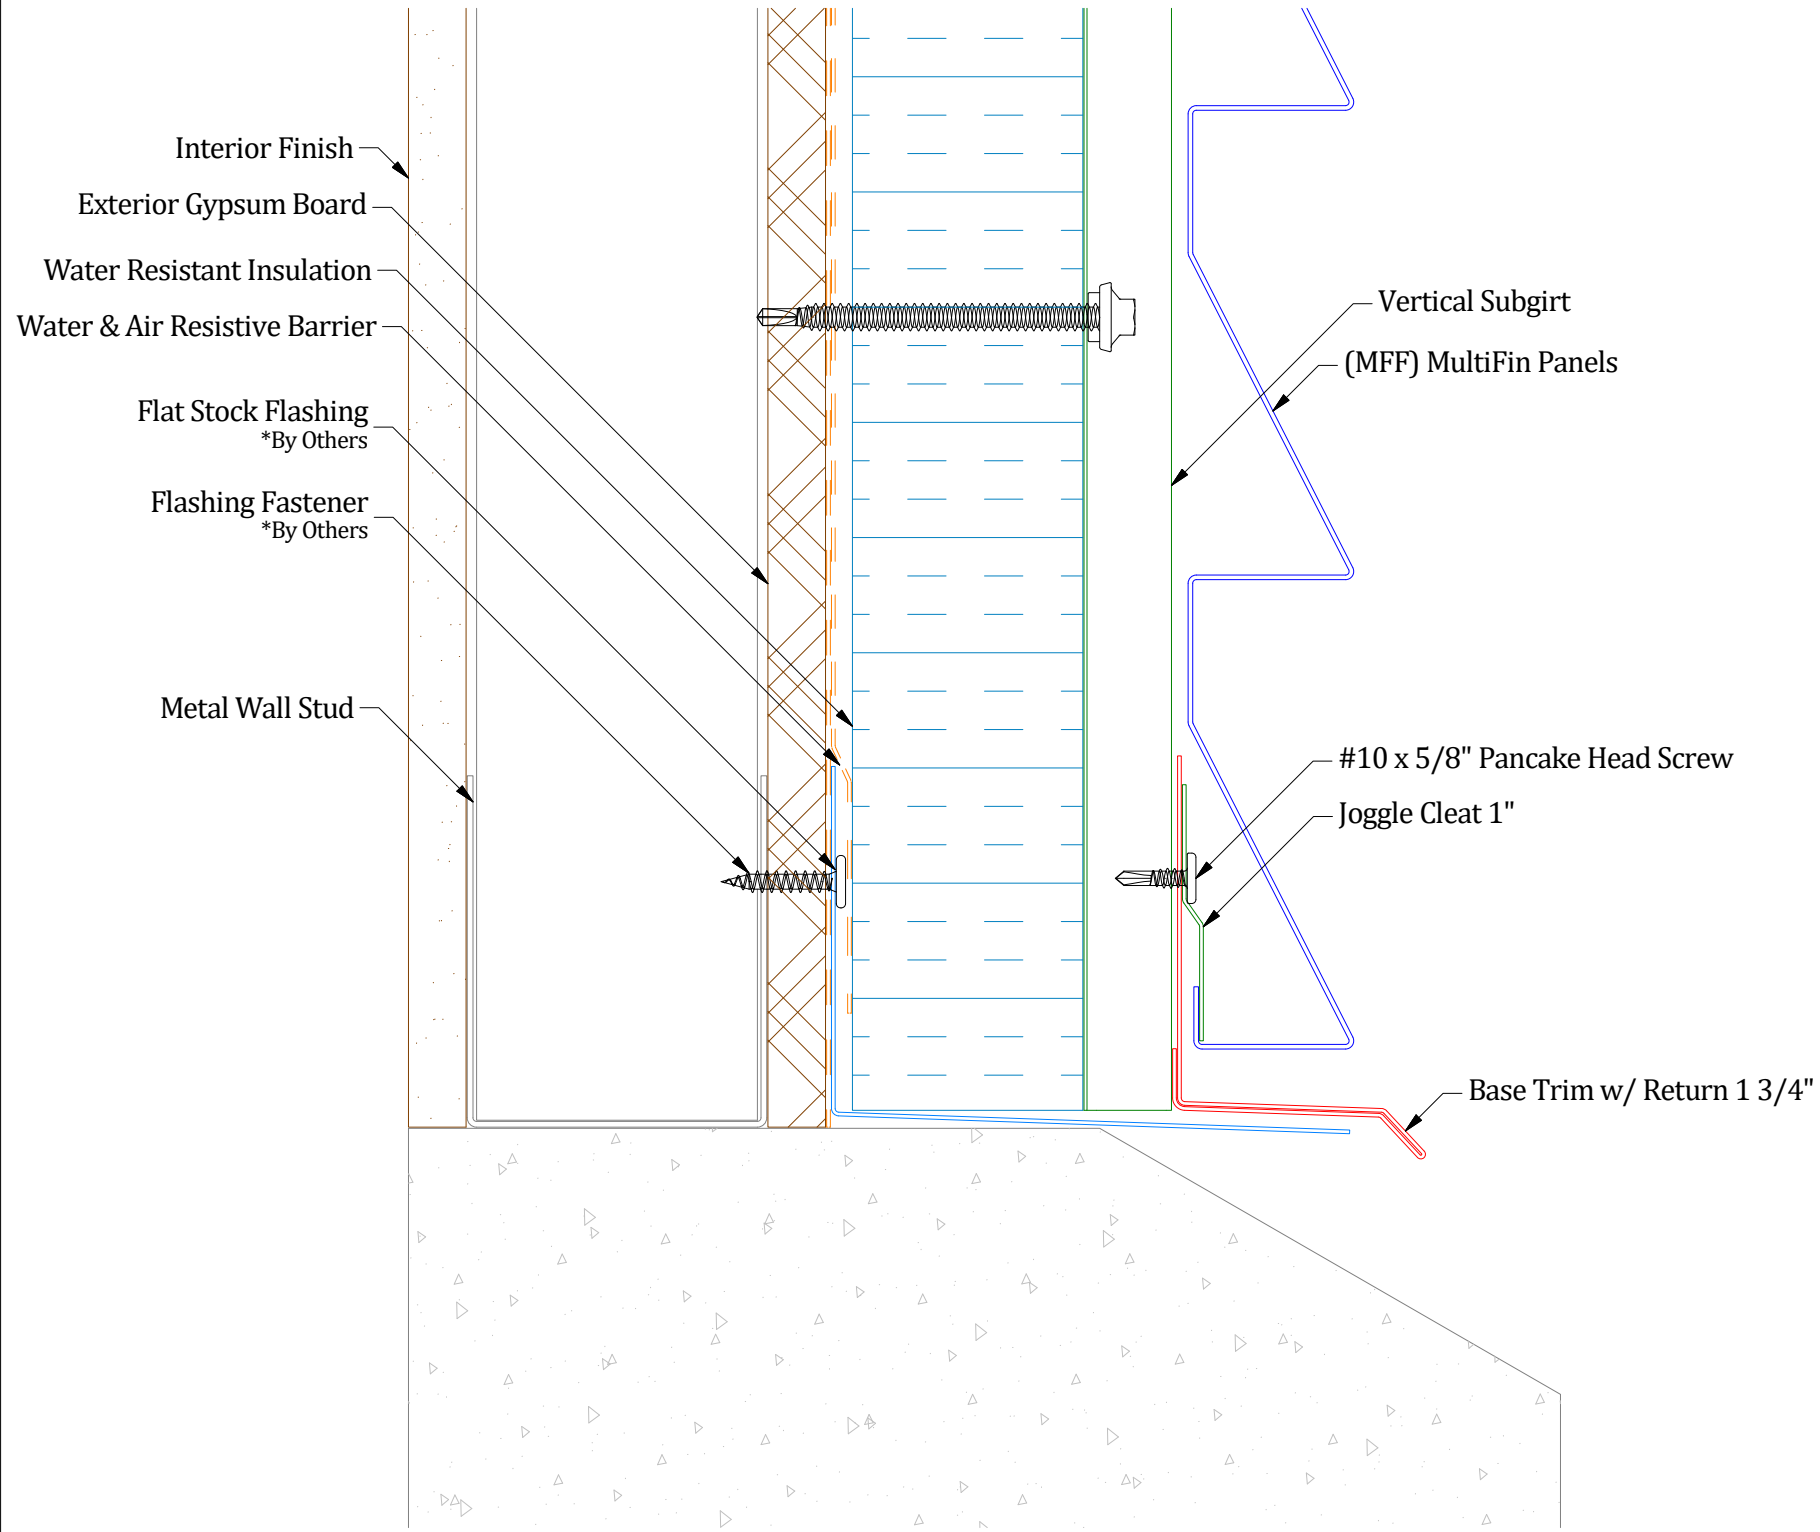 Interior Finish
Exterior Gypsum Board
Water Resistant Insulation
Water & Air Resistive Barrier
Flat Stock Flashing
*By Others
Flashing Fastener
*By Others
Metal Wall Stud
Vertical Subgirt
(MFF) MultiFin Panels
#10 x 5/8" Pancake Head Screw
Joggle Cleat 1"
Base Trim w/ Return 1 3/4"